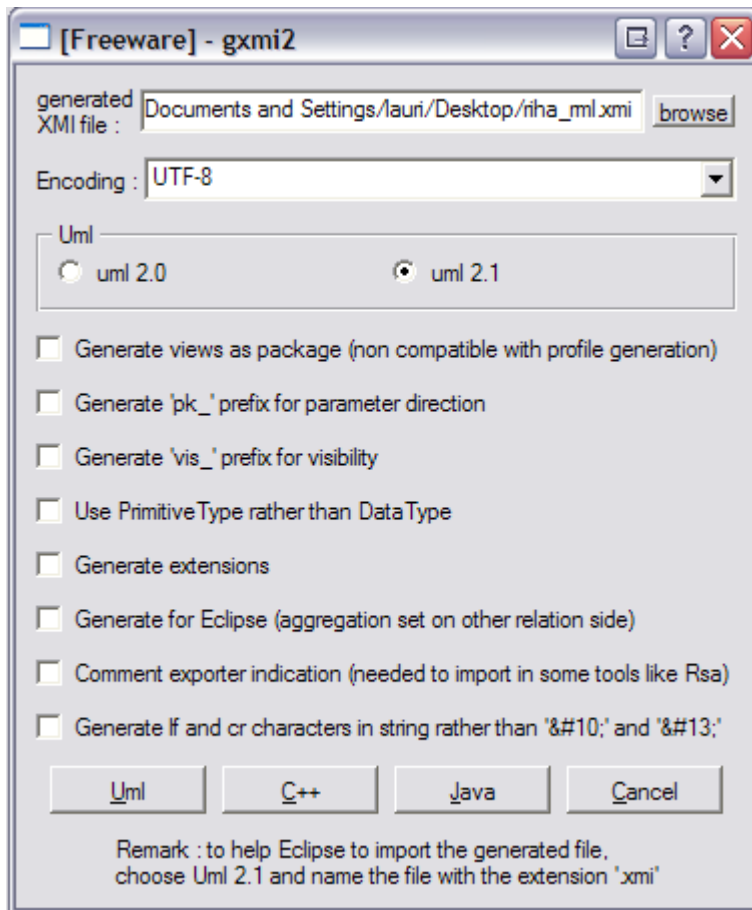 [Freeware] - gxmi2
generated
XMI file :
Documents and Settings/lauri/Desktop/riha_rml.xmi
browse
Encoding :
UTF-8
Uml
uml 2.0
uml 2.1
Generate views as package (non compatible with profile generation)
Generate 'pk_' prefix for parameter direction
Generate 'vis_' prefix for visibility
Use PrimitiveType rather than DataType
Generate extensions
Generate for Eclipse (aggregation set on other relation side)
Comment exporter indication (needed to import in some tools like Rsa)
Generate lf and cr characters in string rather than '&#10;' and '&#13;'
Uml
C++
Java
Cancel
Remark : to help Eclipse to import the generated file,
choose Uml 2.1 and name the file with the extension '.xmi'